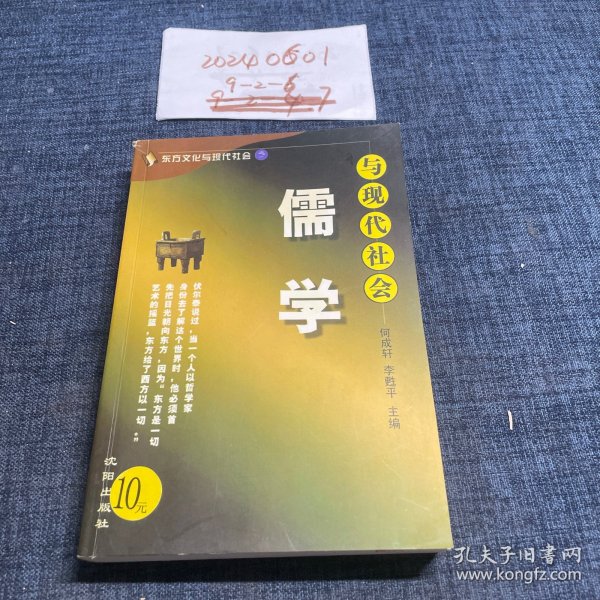 20240601
9-2-6
9 2 4.7
东方文化与现代社会
儒学
与现代社会
何成轩 李甦平 主编
伏尔泰说过,当一个人以哲学家
身份去了解这个世界时,他必须首
先把目光朝向东方,因为“东方是一切
艺术的摇篮,东方给了西方以一切。”
沈阳出版社
10元
孔夫子旧书网
www.kongfz.com